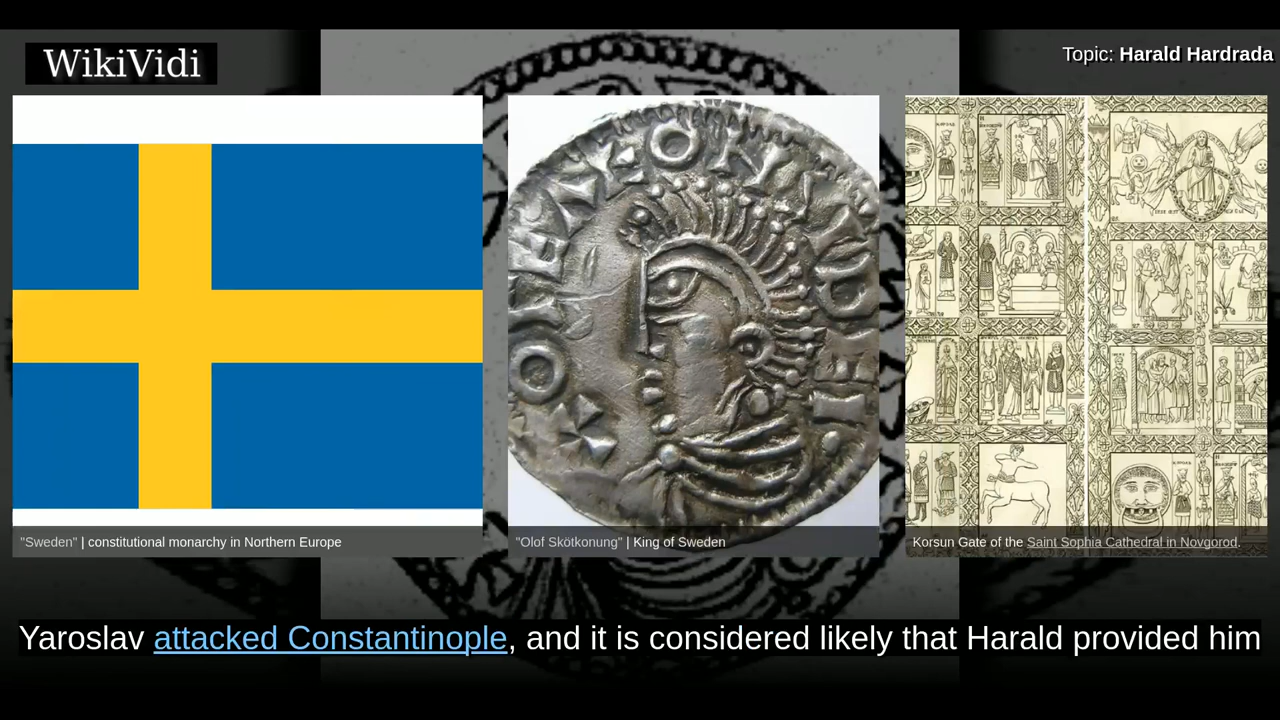 WikiVidi
Topic: Harald Hardrada
"Sweden" | constitutional monarchy in Northern Europe
"Olof Skötkonung" | King of Sweden
Korsun Gate of the Saint Sophia Cathedral in Novgorod.
Yaroslav attacked Constantinople, and it is considered likely that Harald provided him